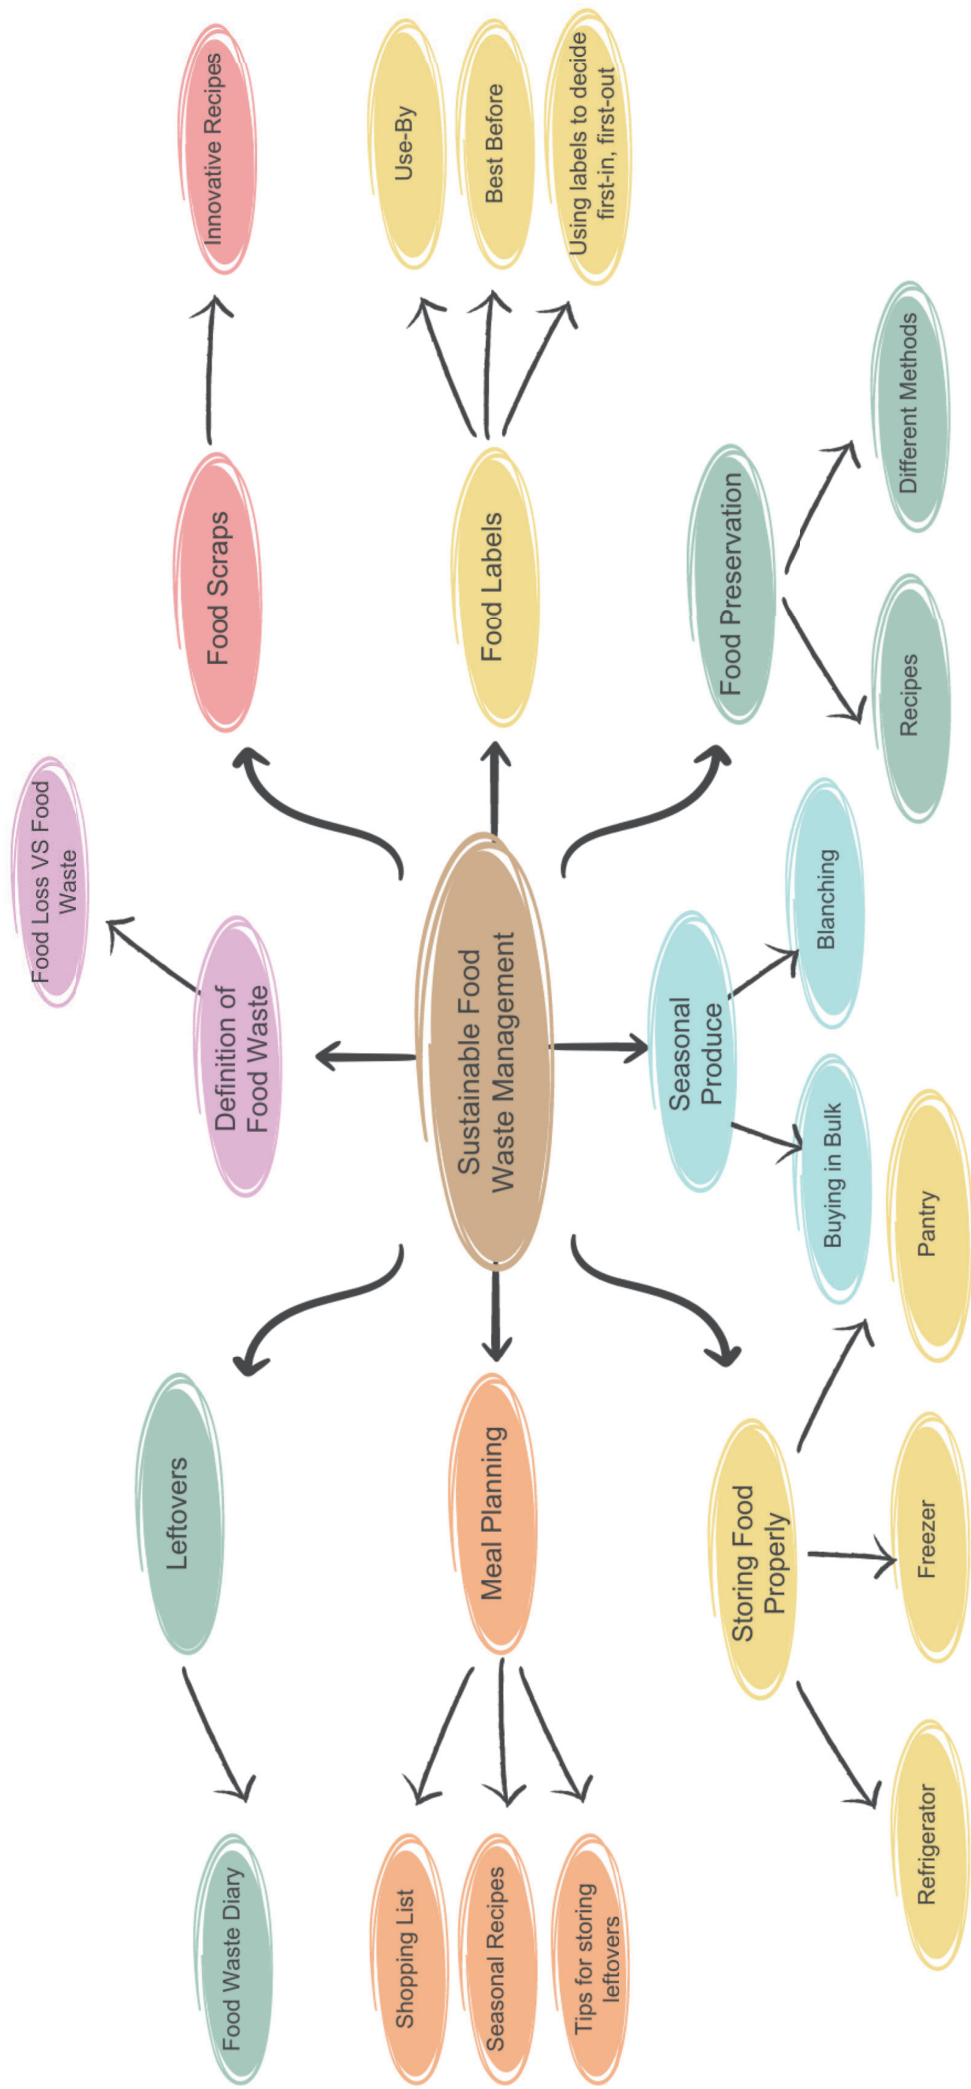 Food Loss VS Food
Waste
Leftovers
Definition of
Food Waste
Food Scraps
Innovative Recipes
Food Waste Diary
Shopping List
Seasonal Recipes
Tips for storing
leftovers
Meal Planning
Sustainable Food
Waste Management
Food Labels
Use-By
Best Before
Using labels to decide
first-in, first-out
Storing Food
Properly
Seasonal
Produce
Food Preservation
Buying in Bulk
Blanching
Recipes
Different Methods
Refrigerator
Freezer
Pantry